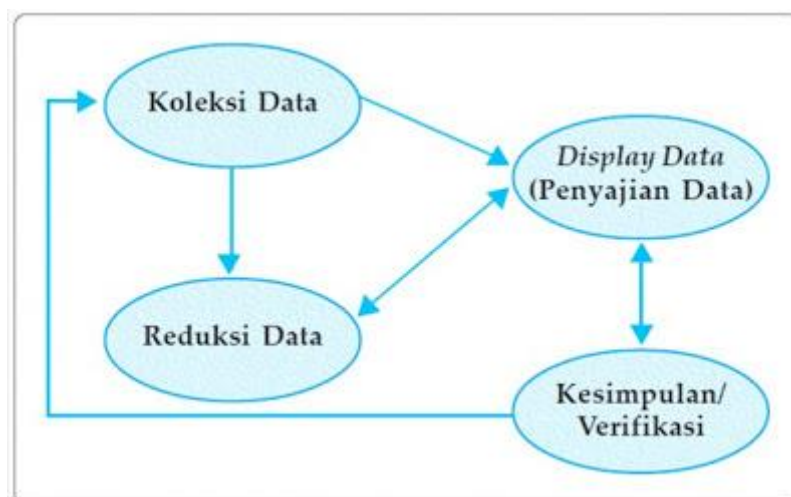 Koleksi Data
Display Data
(Penyajian Data)
Reduksi Data
Kesimpulan/
Verifikasi